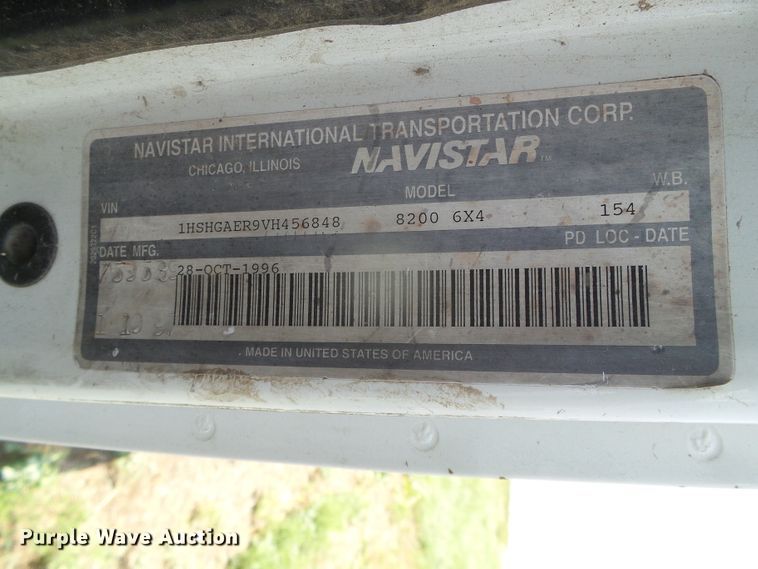 NAVISTAR INTERNATIONAL TRANSPORTATION CORP.
CHICAGO, ILLINOIS NAVISTAR TM
VIN MODEL W.B.
1HSHGAER9VH456848 8200 6X4 154
DATE MFG. PD LOC - DATE
28-OCT-1996
MADE IN UNITED STATES OF AMERICA
Purple Wave Auction